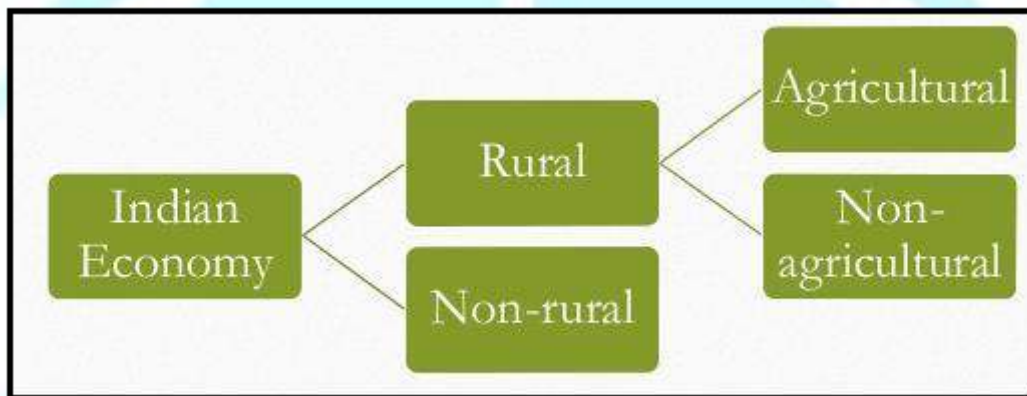 Indian
Economy
Rural
Non-rural
Agricultural
Non-
agricultural